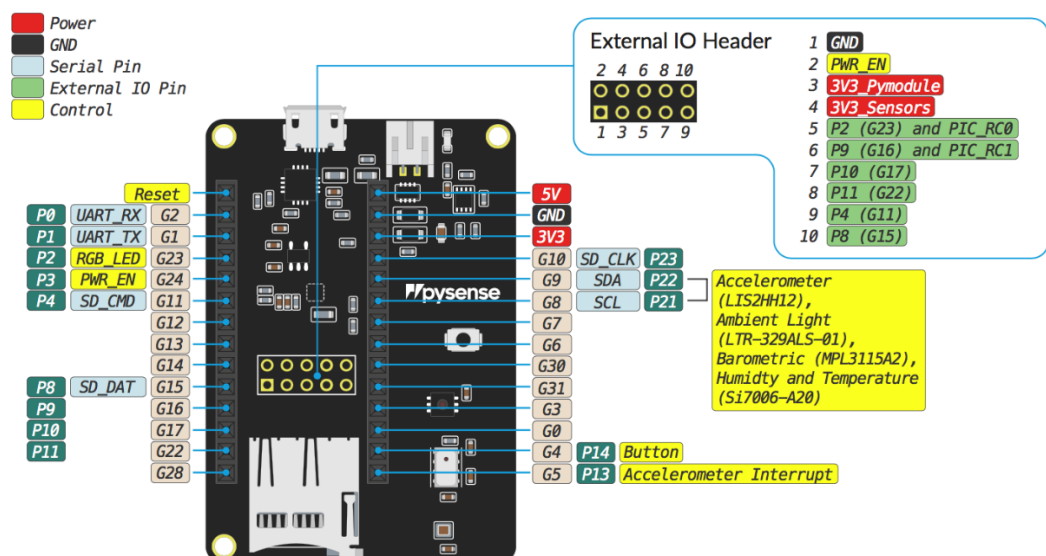 Power
GND
Serial Pin
External IO Pin
Control
External IO Header
2 4 6 8 10
1 3 5 7 9
1 GND
2 PWR_EN
3 3V3_Pymodule
4 3V3_Sensors
5 P2 (G23) and PIC_RC0
6 P9 (G16) and PIC_RC1
7 P10 (G17)
8 P11 (G22)
9 P4 (G11)
10 P8 (G15)
Reset
P0 UART_RX G2
P1 UART_TX G1
P2 RGB_LED G23
P3 PWR_EN G24
P4 SD_CMD G11
G12
G13
G14
P8 SD_DAT G15
P9 G16
P10 G17
P11 G22
G28
pysense
5V
GND
3V3
G10 SD_CLK P23
G9 SDA P22
G8 SCL P21
G7
G6
G30
G31
G3
G0
G4 P14 Button
G5 P13 Accelerometer Interrupt
Accelerometer
(LIS2HH12),
Ambient Light
(LTR-329ALS-01),
Barometric (MPL3115A2),
Humidty and Temperature
(Si7006-A20)